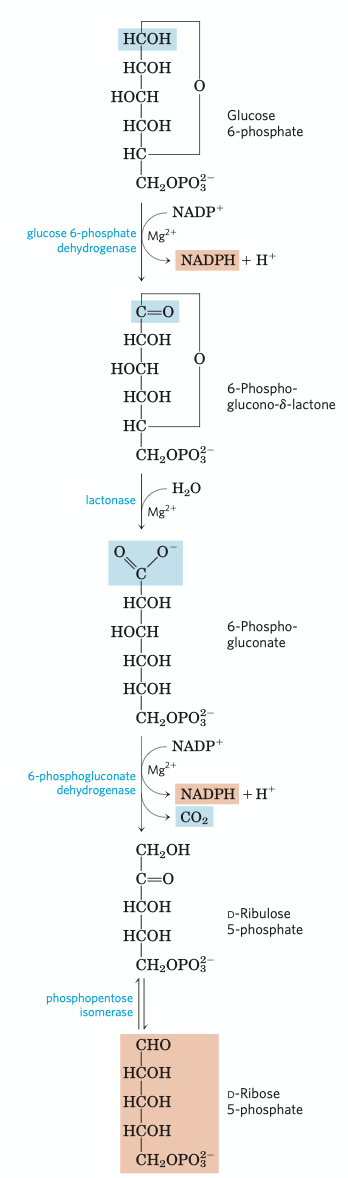 HCOH
HCOH
HOCH
O
HCOH
Glucose
6-phosphate
HC
CH₂OPO₃²⁻
NADP⁺
glucose 6-phosphate
dehydrogenase
Mg²⁺
NADPH + H⁺
C=O
HCOH
HOCH
O
HCOH
6-Phospho-
glucono-δ-lactone
HC
CH₂OPO₃²⁻
lactonase
H₂O
Mg²⁺
O O⁻
C
HCOH
HOCH
HCOH
HCOH
6-Phospho-
gluconate
CH₂OPO₃²⁻
NADP⁺
6-phosphogluconate
dehydrogenase
Mg²⁺
NADPH + H⁺
CO₂
CH₂OH
C=O
HCOH
HCOH
D-Ribulose
5-phosphate
CH₂OPO₃²⁻
phosphopentose
isomerase
CHO
HCOH
HCOH
HCOH
D-Ribose
5-phosphate
CH₂OPO₃²⁻